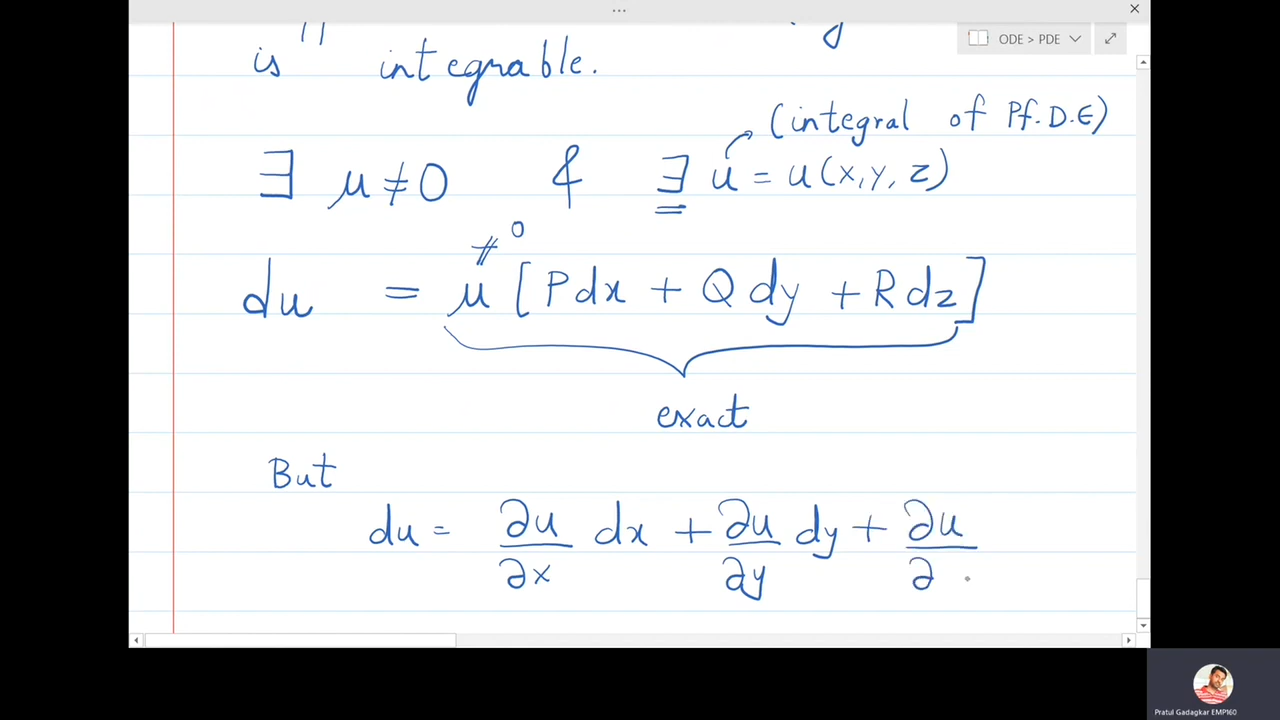 ODE > PDE
is integrable.
(integral of Pf. D.E)
∃ μ≠0 & ∃ u = u(x,y,z)
≠0
du = μ [Pdx + Q dy + R dz]
exact
But
du = ∂u/∂x dx + ∂u/∂y dy + ∂u/∂
Pratul Gadagkar EMP160